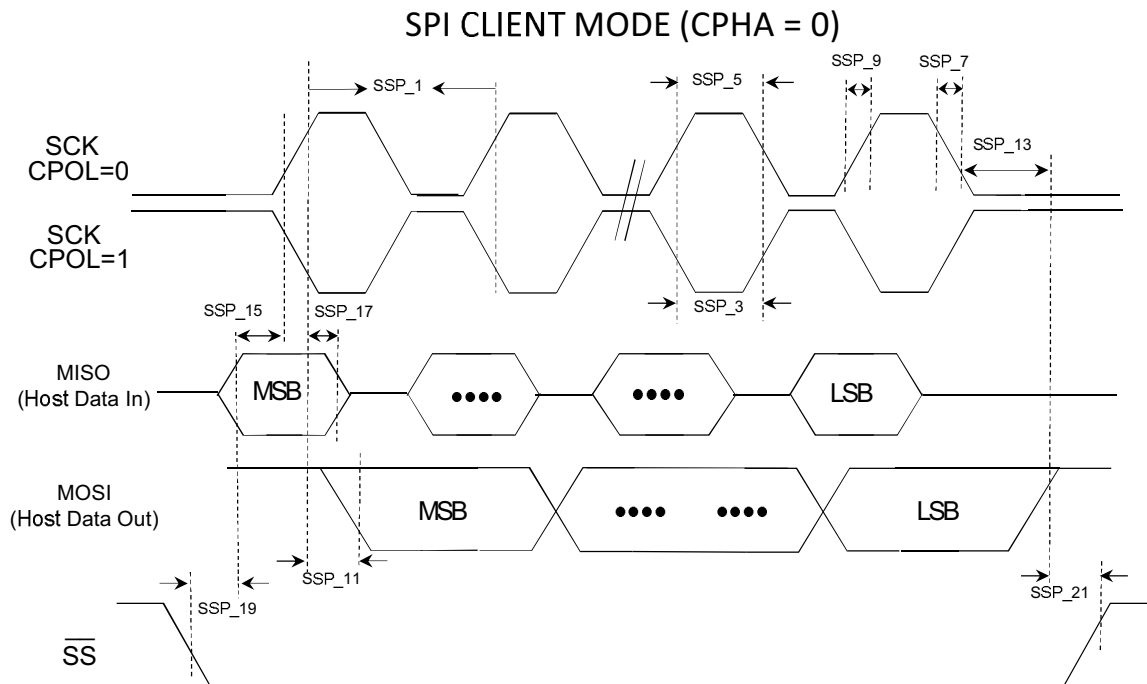 SPI CLIENT MODE (CPHA = 0)
SSP_1
SSP_5
SSP_9
SSP_7
SCK
CPOL=0
SSP_13
SCK
CPOL=1
SSP_3
SSP_15
SSP_17
MISO
(Host Data In)
MSB
••••
••••
LSB
MOSI
(Host Data Out)
MSB
••••
••••
LSB
SSP_11
SSP_19
SSP_21
S̅S̅